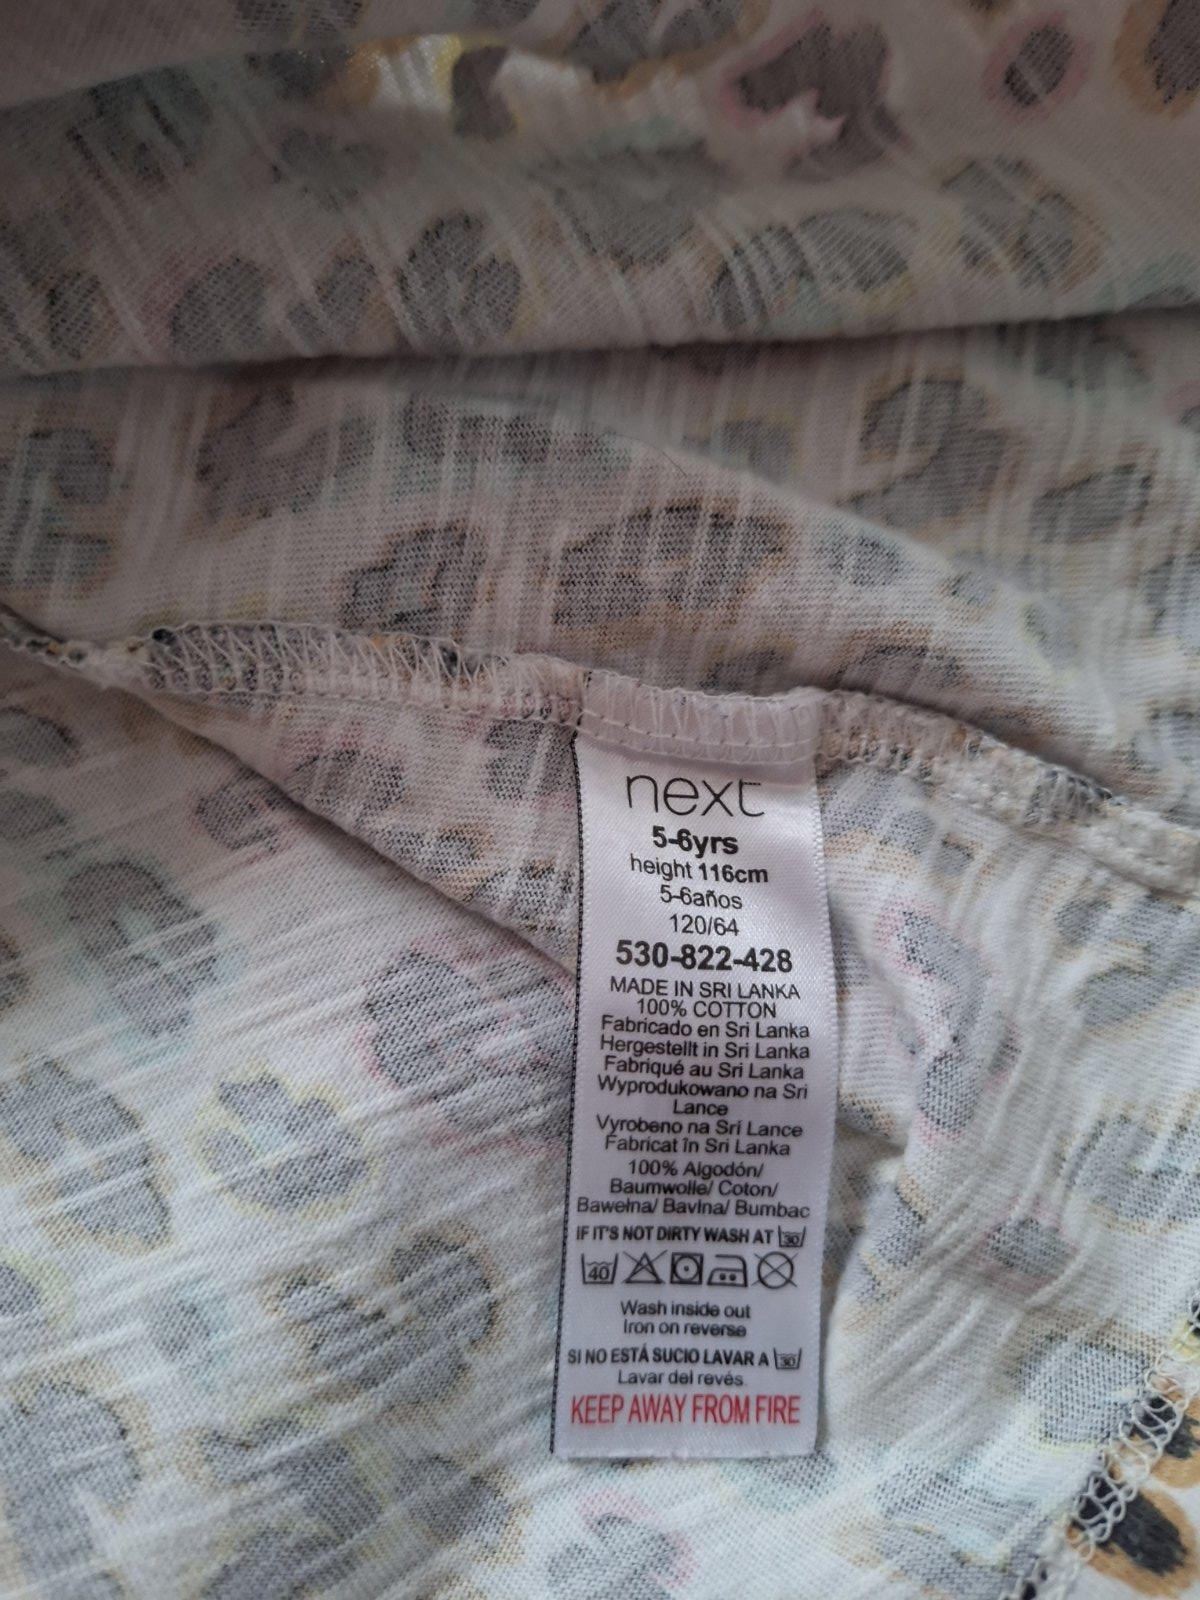 next
5-6yrs
height 116cm
5-6años
120/64
530-822-428
MADE IN SRI LANKA
100% COTTON
Fabricado en Sri Lanka
Hergestellt in Sri Lanka
Fabriqué au Sri Lanka
Wyprodukowano na Sri
Lance
Vyrobeno na Srí Lance
Fabricat în Sri Lanka
100% Algodón/
Baumwolle/ Coton/
Bawełna/ Bavlna/ Bumbac
IF IT'S NOT DIRTY WASH AT 30
40
Wash inside out
Iron on reverse
SI NO ESTÁ SUCIO LAVAR A 30
Lavar del revés.
KEEP AWAY FROM FIRE